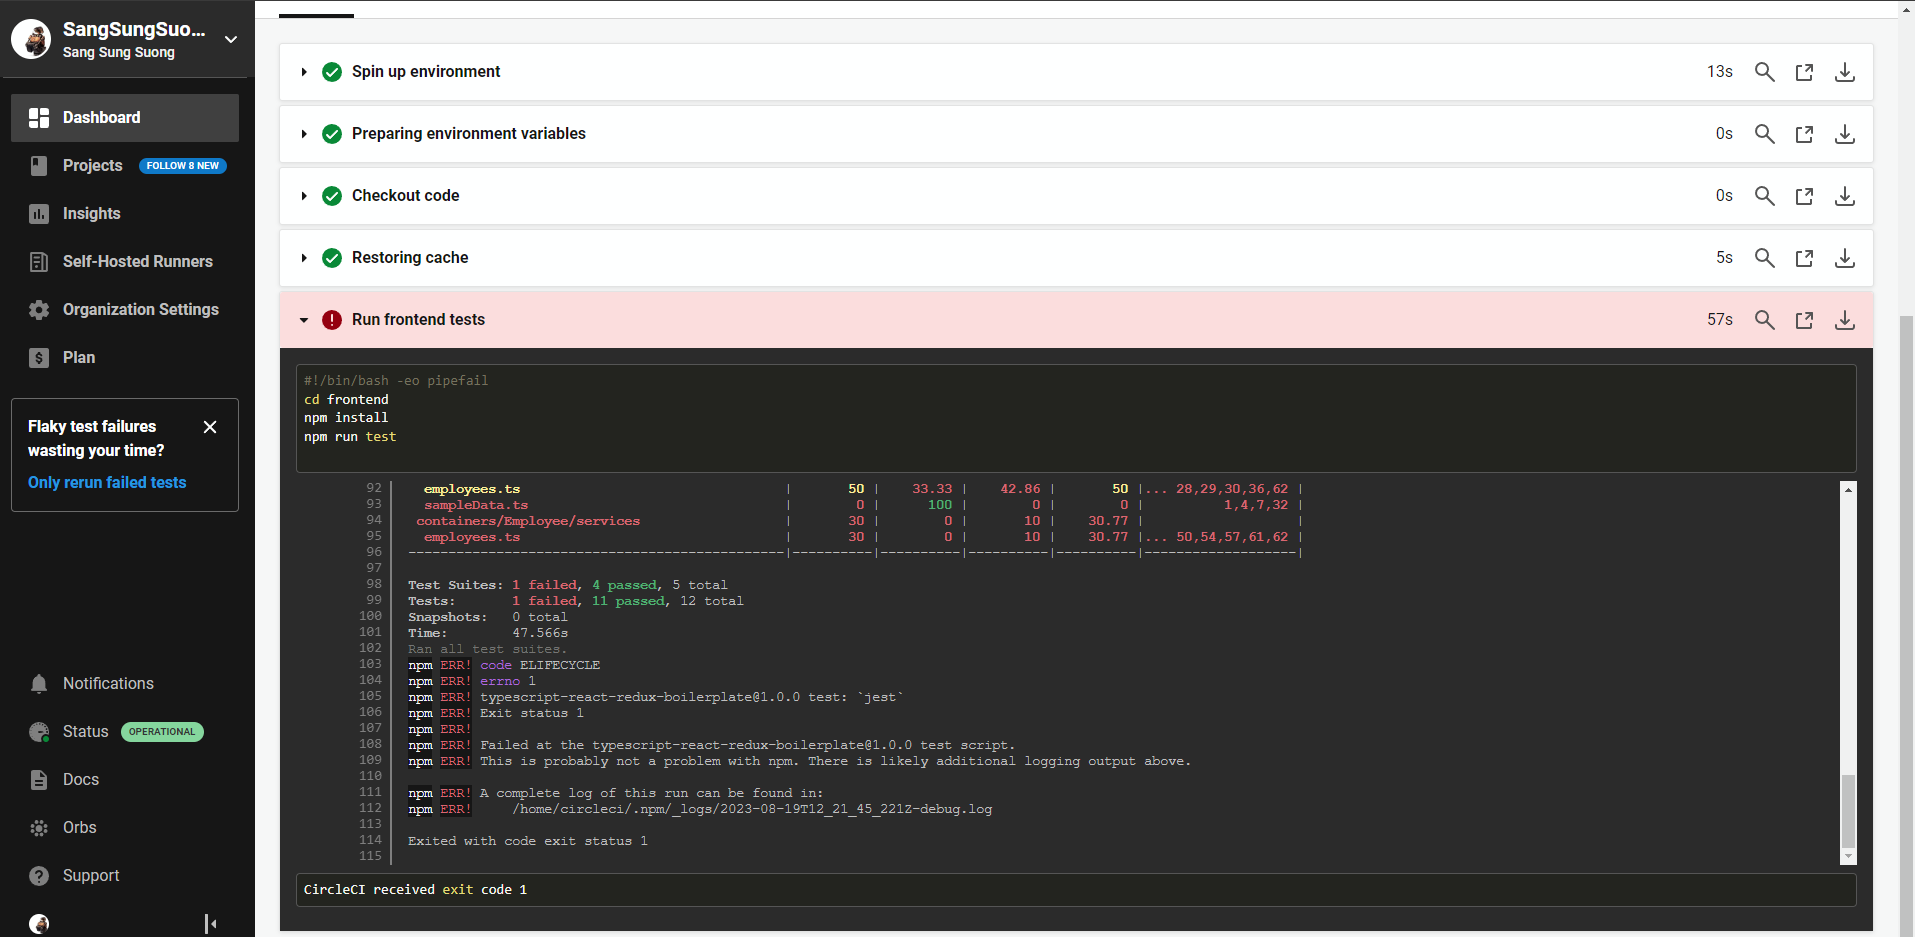 SangSungSuo...
Sang Sung Suong
Dashboard
Projects FOLLOW 8 NEW
Insights
Self-Hosted Runners
Organization Settings
Plan
Flaky test failures
wasting your time?
Only rerun failed tests
Notifications
Status OPERATIONAL
Docs
Orbs
Support
Spin up environment 13s
Preparing environment variables 0s
Checkout code 0s
Restoring cache 5s
Run frontend tests 57s
#!/bin/bash -eo pipefail
cd frontend
npm install
npm run test
92 employees.ts | 50 | 33.33 | 42.86 | 50 |... 28,29,30,36,62 |
93 sampleData.ts | 0 | 100 | 0 | 0 | 1,4,7,32 |
94 containers/Employee/services | 30 | 0 | 10 | 30.77 | |
95 employees.ts | 30 | 0 | 10 | 30.77 |... 50,54,57,61,62 |
96 -----------------------------------------------|----------|----------|----------|----------|-------------------|
97
98 Test Suites: 1 failed, 4 passed, 5 total
99 Tests: 1 failed, 11 passed, 12 total
100 Snapshots: 0 total
101 Time: 47.566s
102 Ran all test suites.
103 npm ERR! code ELIFECYCLE
104 npm ERR! errno 1
105 npm ERR! typescript-react-redux-boilerplate@1.0.0 test: `jest`
106 npm ERR! Exit status 1
107 npm ERR!
108 npm ERR! Failed at the typescript-react-redux-boilerplate@1.0.0 test script.
109 npm ERR! This is probably not a problem with npm. There is likely additional logging output above.
110
111 npm ERR! A complete log of this run can be found in:
112 npm ERR! /home/circleci/.npm/_logs/2023-08-19T12_21_45_221Z-debug.log
113
114 Exited with code exit status 1
115
CircleCI received exit code 1